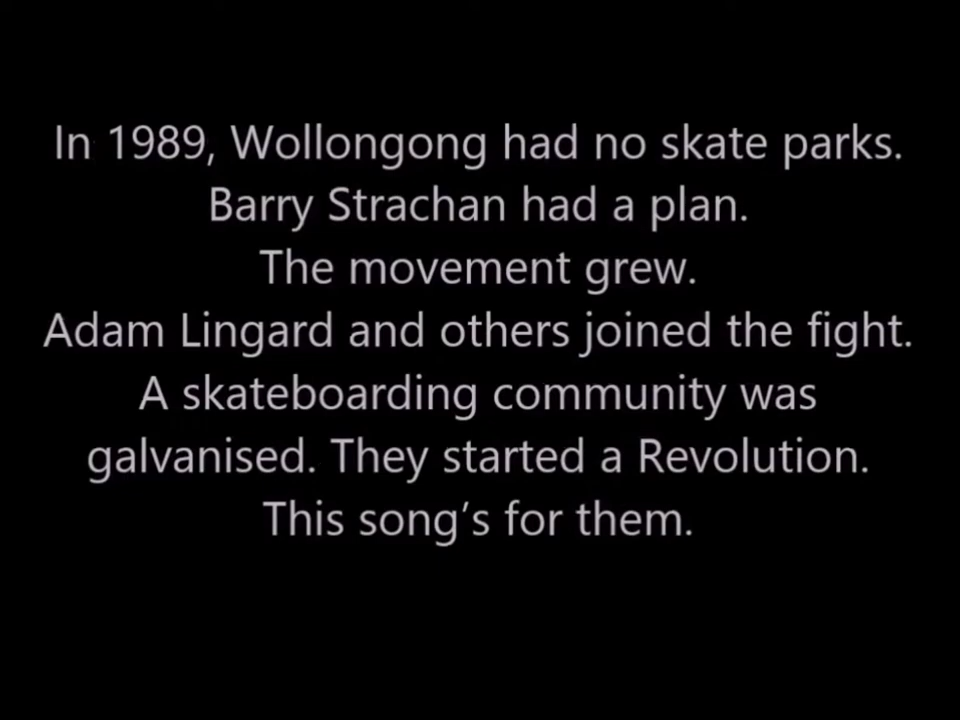 In 1989, Wollongong had no skate parks.
Barry Strachan had a plan.
The movement grew.
Adam Lingard and others joined the fight.
A skateboarding community was
galvanised. They started a Revolution.
This song’s for them.